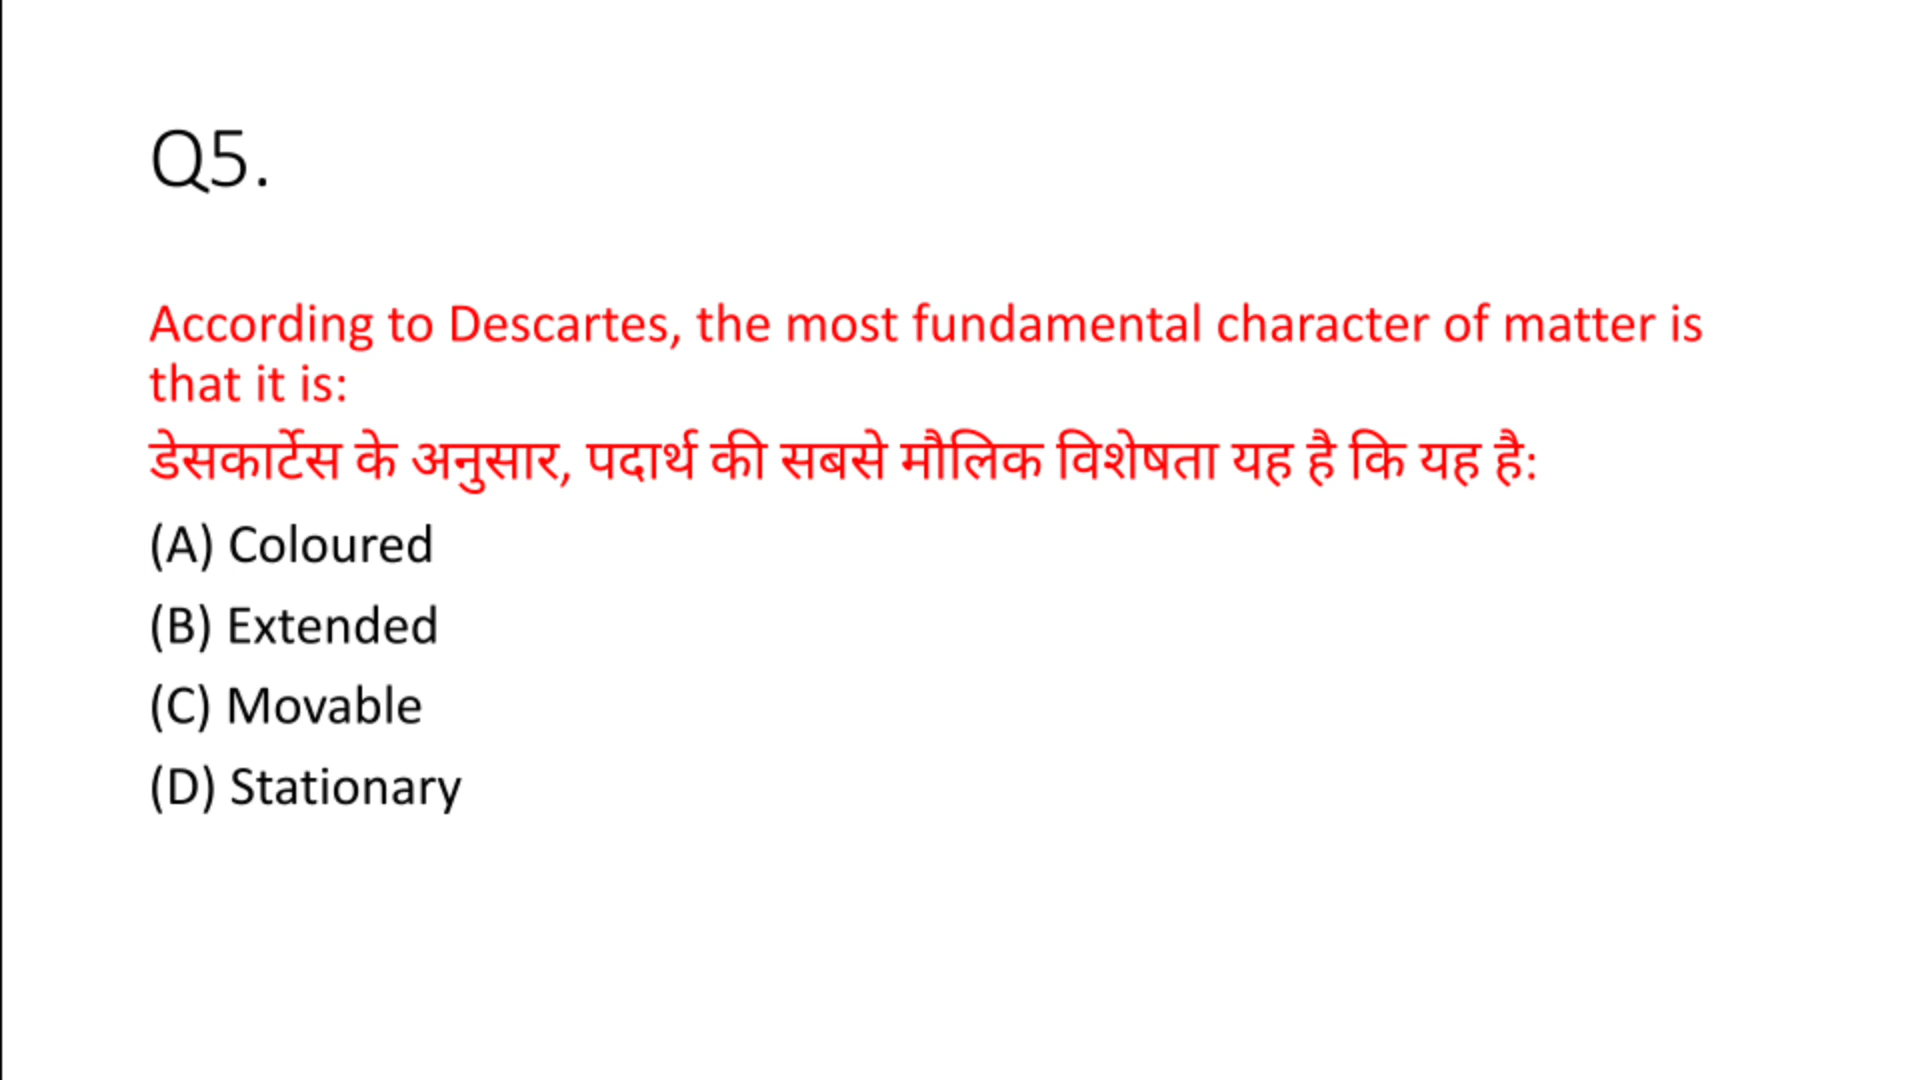 Q5.
According to Descartes, the most fundamental character of matter is
that it is:
डेसकार्टेस के अनुसार, पदार्थ की सबसे मौलिक विशेषता यह है कि यह है:
(A) Coloured
(B) Extended
(C) Movable
(D) Stationary